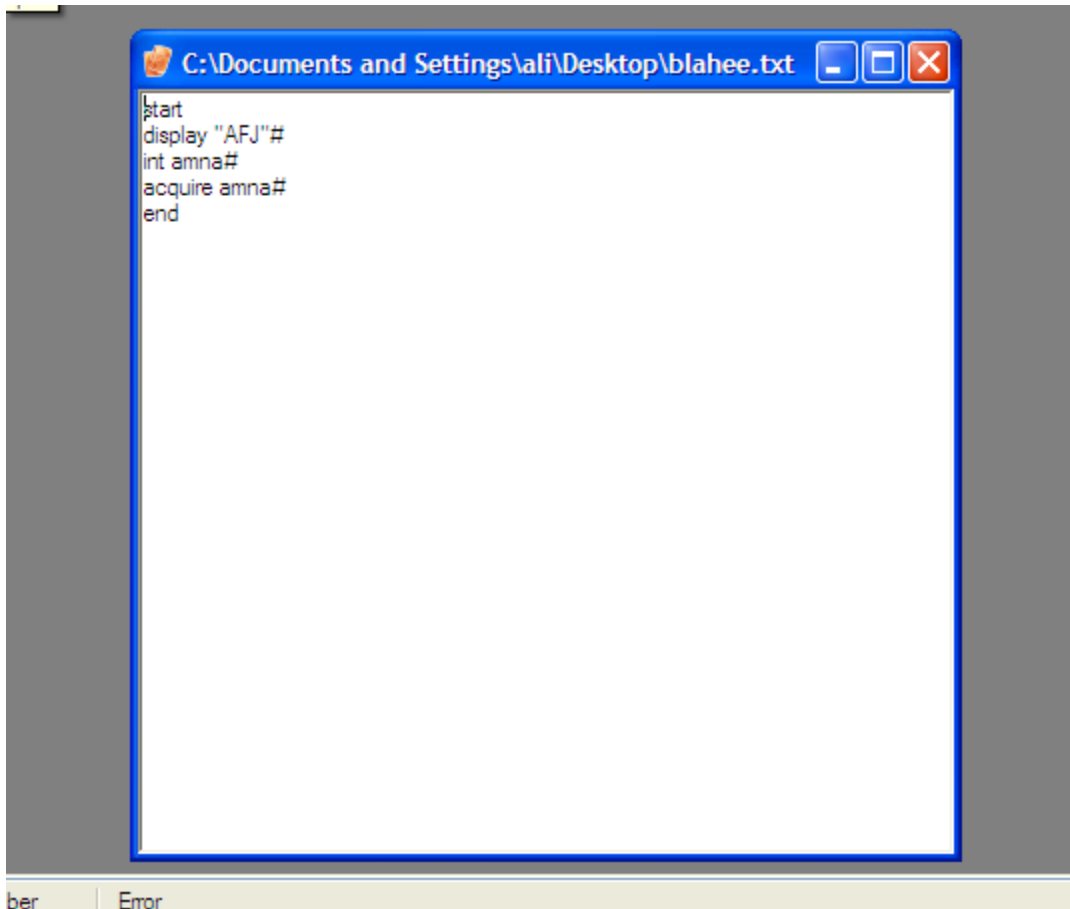 C:\Documents and Settings\ali\Desktop\blahee.txt
start
display "AFJ"#
int amna#
acquire amna#
end
ber Error